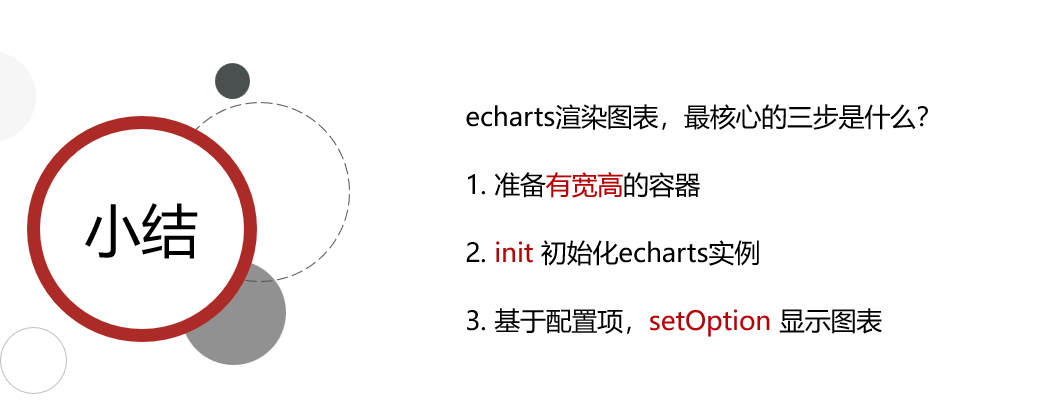 小结
echarts渲染图表，最核心的三步是什么？
1. 准备有宽高的容器
2. init 初始化echarts实例
3. 基于配置项，setOption 显示图表